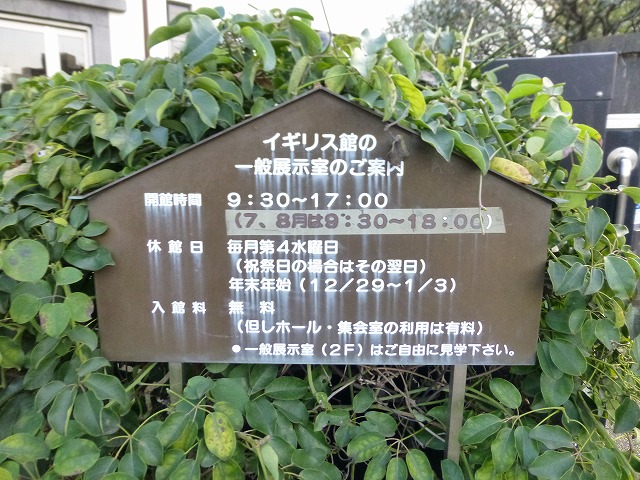 イギリス館の
一般展示室のご案内
開館時間 9:30〜17:00
(7、8月は9:30〜18:00)
休館日 毎月第4水曜日
(祝祭日の場合はその翌日)
年末年始(12/29〜1/3)
入館料 無料
(但しホール・集会室の利用は有料)
●一般展示室(2F)はご自由に見学下さい。